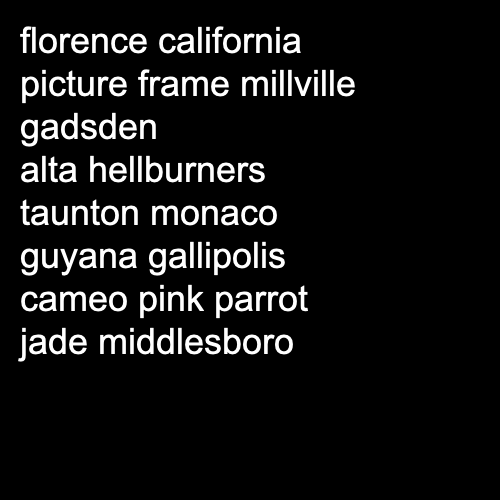 florence california
picture frame millville
gadsden
alta hellburners
taunton monaco
guyana gallipolis
cameo pink parrot
jade middlesboro